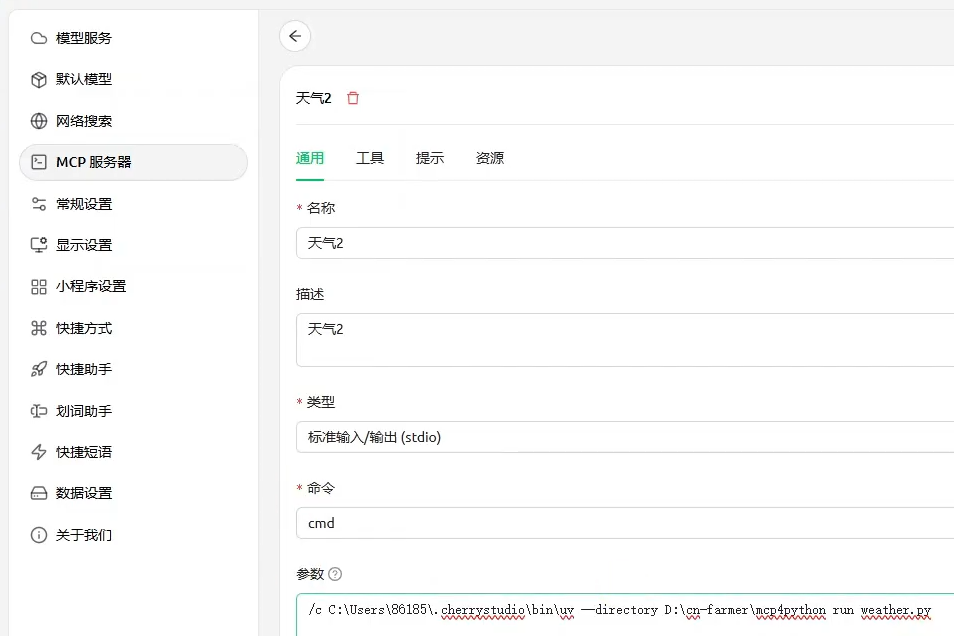 模型服务
默认模型
网络搜索
MCP 服务器
常规设置
显示设置
小程序设置
快捷方式
快捷助手
划词助手
快捷短语
数据设置
关于我们
天气2
通用 工具 提示 资源
* 名称
天气2
描述
天气2
* 类型
标准输入/输出 (stdio)
* 命令
cmd
参数
/c C:\Users\86185\.cherrystudio\bin\uv --directory D:\cn-farmer\mcp4python run weather.py